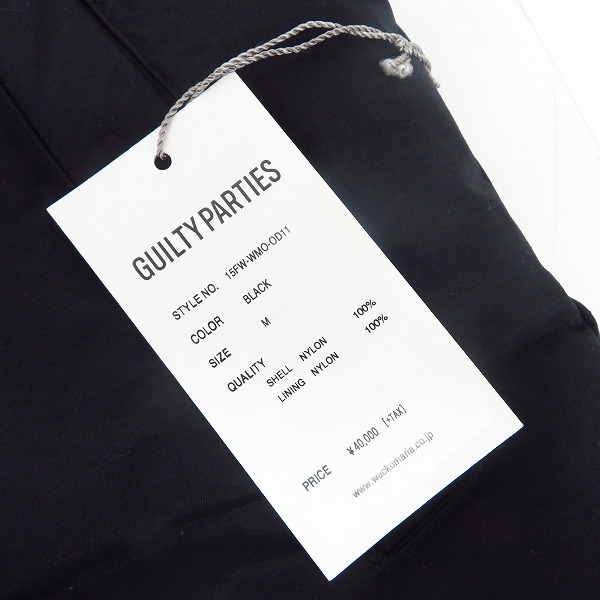 GUILTY PARTIES
STYLE NO. 15FW-WMO-OD11
COLOR BLACK
SIZE M
QUALITY
SHELL NYLON 100%
LINING NYLON 100%
PRICE ¥40,000 [+TAX]
www.wackomaria.co.jp